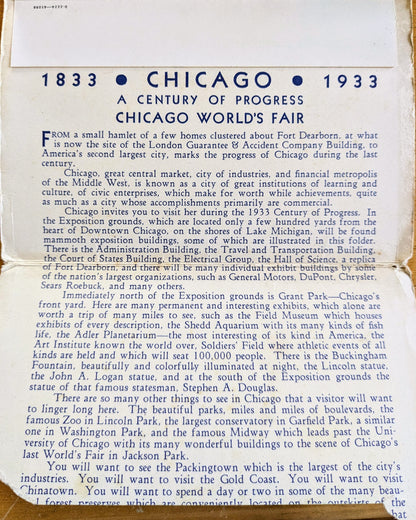 1833 • CHICAGO • 1933
A CENTURY OF PROGRESS
CHICAGO WORLD'S FAIR
FROM a small hamlet of a few homes clustered about Fort Dearborn, at what
is now the site of the London Guarantee & Accident Company Building, to
America's second largest city, marks the progress of Chicago during the last
century.
Chicago, great central market, city of industries, and financial metropolis
of the Middle West, is known as a city of great institutions of learning and
culture, of civic enterprises, which make for worth while achievements, quite
as much as a city whose accomplishments primarily are commercial.
Chicago invites you to visit her during the 1933 Century of Progress. In
the Exposition grounds, which are located only a few hundred yards from the
heart of Downtown Chicago, on the shores of Lake Michigan, will be found
mammoth exposition buildings, some of which are illustrated in this folder.
There is the Administration Building, the Travel and Transportation Building,
the Court of States Building, the Electrical Group, the Hall of Science, a replica
of Fort Dearborn, and there will be many individual exhibit buildings by some
of the nation's largest organizations, such as General Motors, DuPont, Chrysler,
Sears Roebuck, and many others.
Immediately north of the Exposition grounds is Grant Park—Chicago's
front yard. Here are many permanent and interesting exhibits, which alone are
worth a trip of many miles to see, such as the Field Museum which houses
exhibits of every description, the Shedd Aquarium with its many kinds of fish
life, the Adler Planetarium—the most interesting of its kind in America, the
Art Institute known the world over, Soldiers' Field where athletic events of all
kinds are held and which will seat 100,000 people. There is the Buckingham
Fountain, beautifully and colorfully illuminated at night, the Lincoln statue,
the John A. Logan statue, and at the south of the Exposition grounds the
statue of that famous statesman, Stephen A. Douglas.
There are so many other things to see in Chicago that a visitor will want
to linger long here. The beautiful parks, miles and miles of boulevards, the
famous Zoo in Lincoln Park, the largest conservatory in Garfield Park, a similar
one in Washington Park, and the famous Midway which leads past the Uni-
versity of Chicago with its many wonderful buildings to the scene of Chicago's
last World's Fair in Jackson Park.
You will want to see the Packingtown which is the largest of the city's
industries. You will want to visit the Gold Coast. You will want to visit
Chinatown. You will want to spend a day or two in some of the many beau-
forest preserves which are conveniently located on the outskirts of the
hat